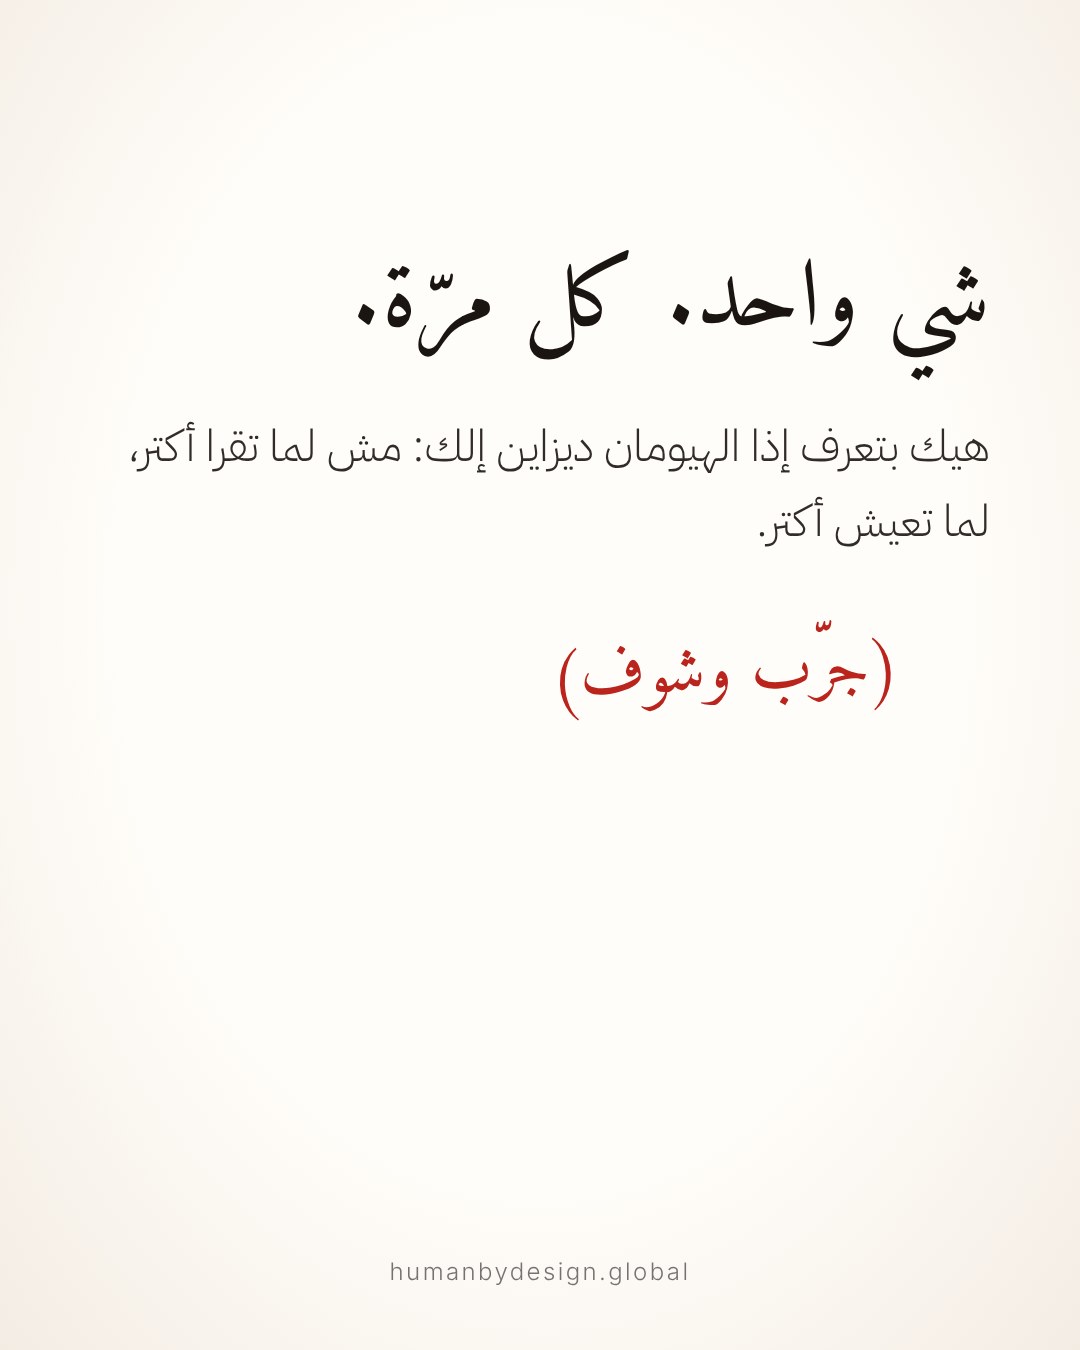 شي واحد. كل مرّة.
هيك بتعرف إذا الهيومان ديزاين إلك: مش لما تقرا أكتر،
لما تعيش أكتر.
(جرّب وشوف)
humanbydesign.global